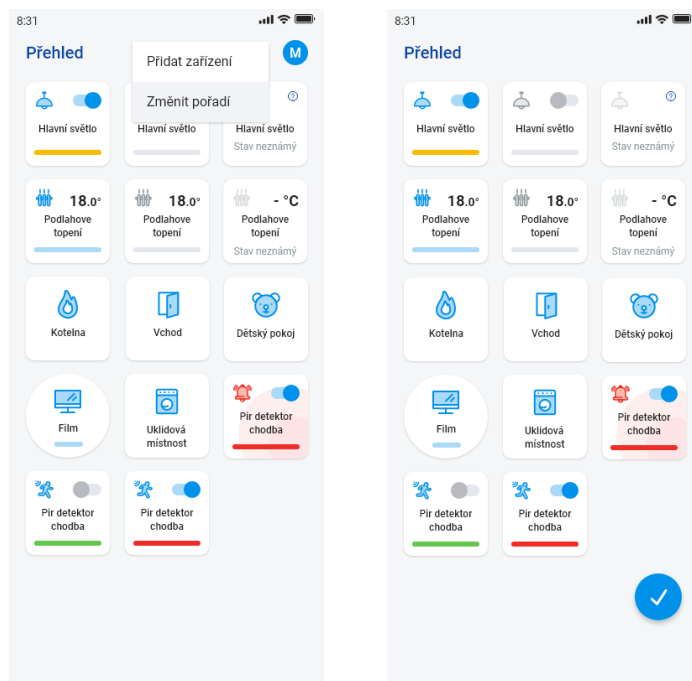 8:31
Přehled
Přidat zařízení
Změnit pořadí
M
Hlavní světlo
Hlavní světlo
Hlavní světlo
Stav neznámý
18.0°
18.0°
- °C
Podlahove
topení
Podlahove
topení
Podlahove
topení
Stav neznámý
Kotelna
Vchod
Dětský pokoj
Film
Uklidová
místnost
Pir detektor
chodba
Pir detektor
chodba
Pir detektor
chodba
8:31
Přehled
Hlavní světlo
Hlavní světlo
Hlavní světlo
Stav neznámý
18.0°
18.0°
- °C
Podlahove
topení
Podlahove
topení
Podlahove
topení
Stav neznámý
Kotelna
Vchod
Dětský pokoj
Film
Uklidová
místnost
Pir detektor
chodba
Pir detektor
chodba
Pir detektor
chodba